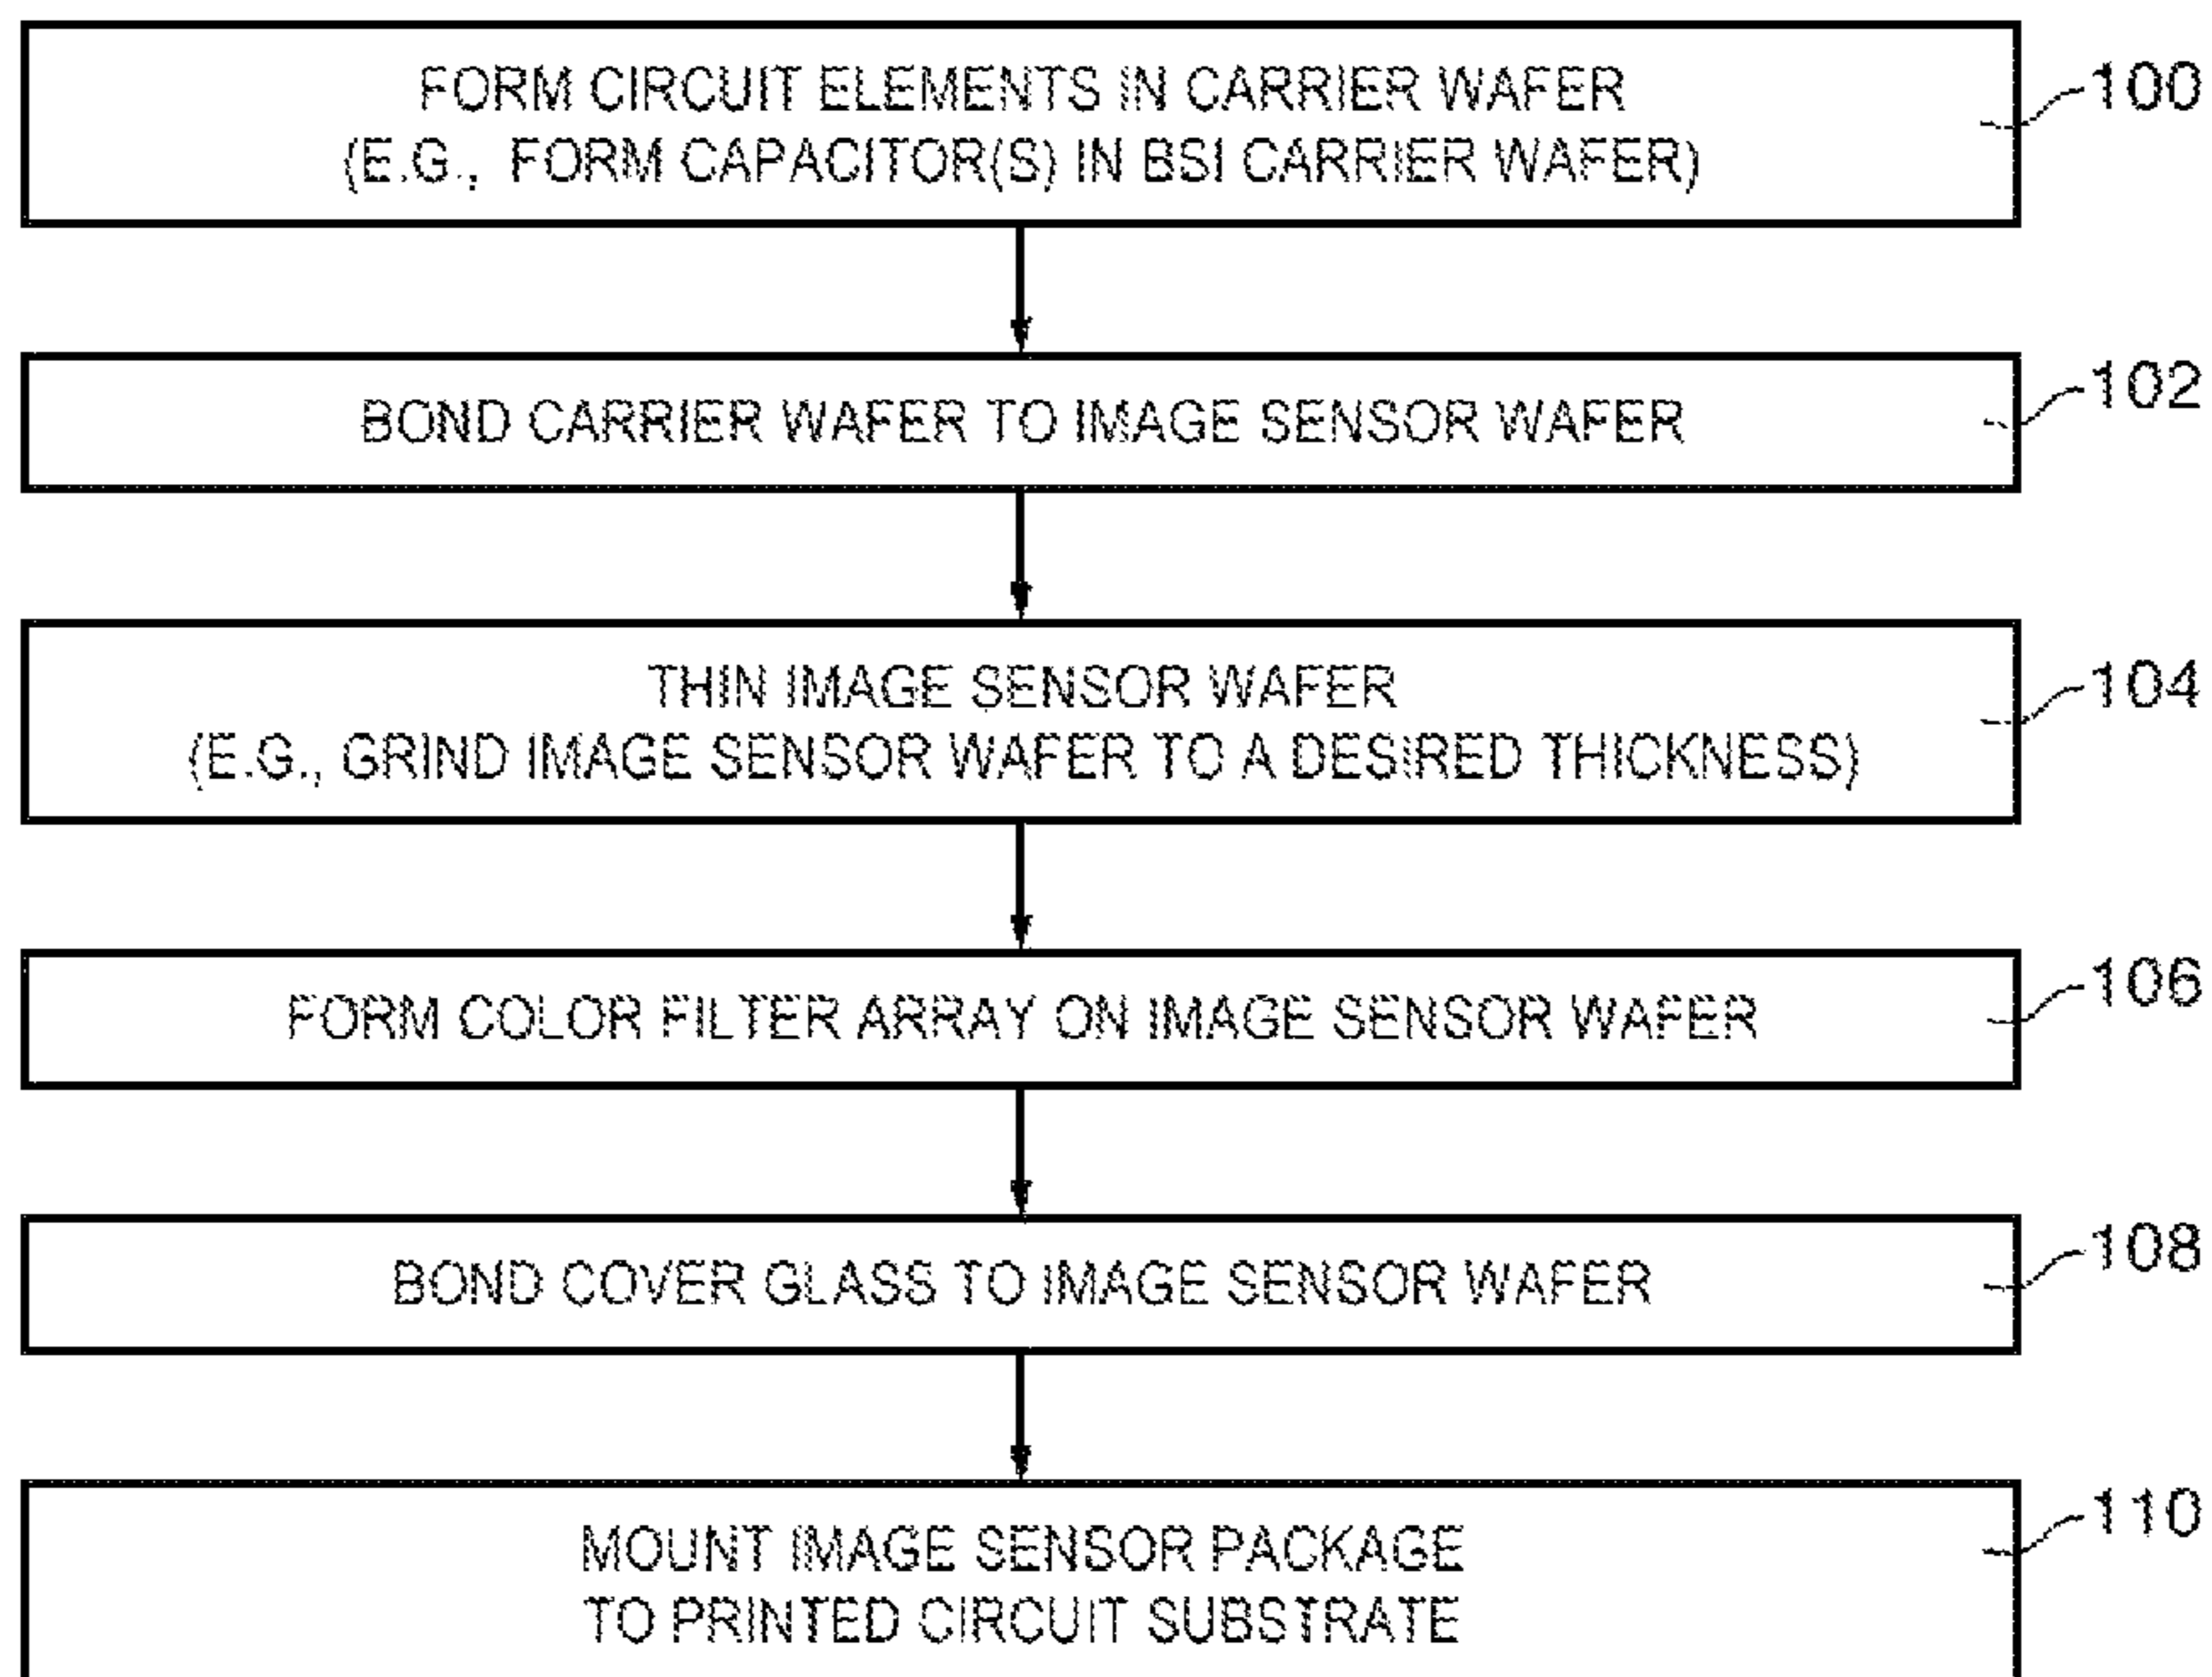 FORM CIRCUIT ELEMENTS IN CARRIER WAFER
(E.G., FORM CAPACITOR(S) IN BSI CARRIER WAFER)
100
BOND CARRIER WAFER TO IMAGE SENSOR WAFER
102
THIN IMAGE SENSOR WAFER
(E.G., GRIND IMAGE SENSOR WAFER TO A DESIRED THICKNESS)
104
FORM COLOR FILTER ARRAY ON IMAGE SENSOR WAFER
106
BOND COVER GLASS TO IMAGE SENSOR WAFER
108
MOUNT IMAGE SENSOR PACKAGE
TO PRINTED CIRCUIT SUBSTRATE
110